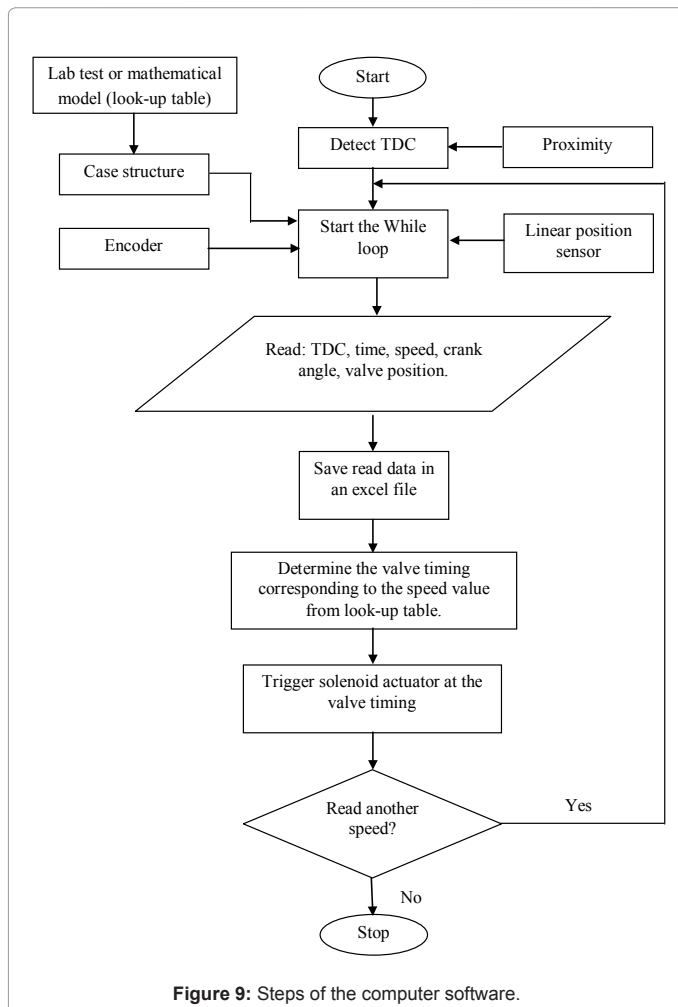 Lab test or mathematical
model (look-up table)
Start
Detect TDC
Proximity
Case structure
Start the While
loop
Encoder
Linear position
sensor
Read: TDC, time, speed, crank
angle, valve position.
Save read data in
an excel file
Determine the valve timing
corresponding to the speed value
from look-up table.
Trigger solenoid actuator at the
valve timing
Read another
speed?
Yes
No
Stop
Figure 9: Steps of the computer software.